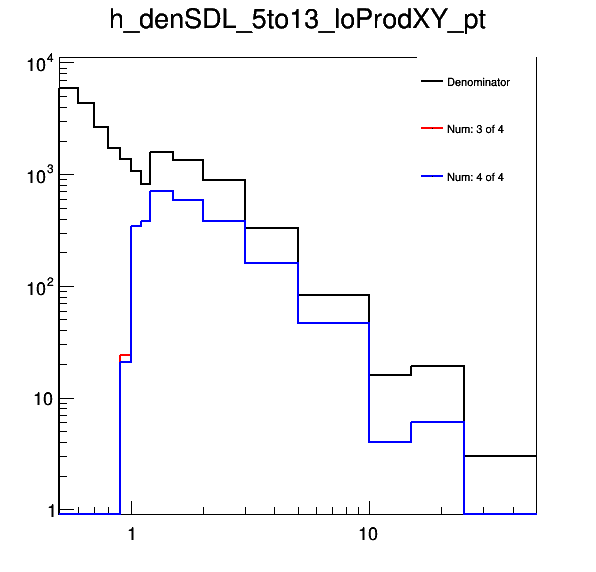 h_denSDL_5to13_loProdXY_pt
10^4
Denominator
Num: 3 of 4
10^3
Num: 4 of 4
10^2
10
1
1 10